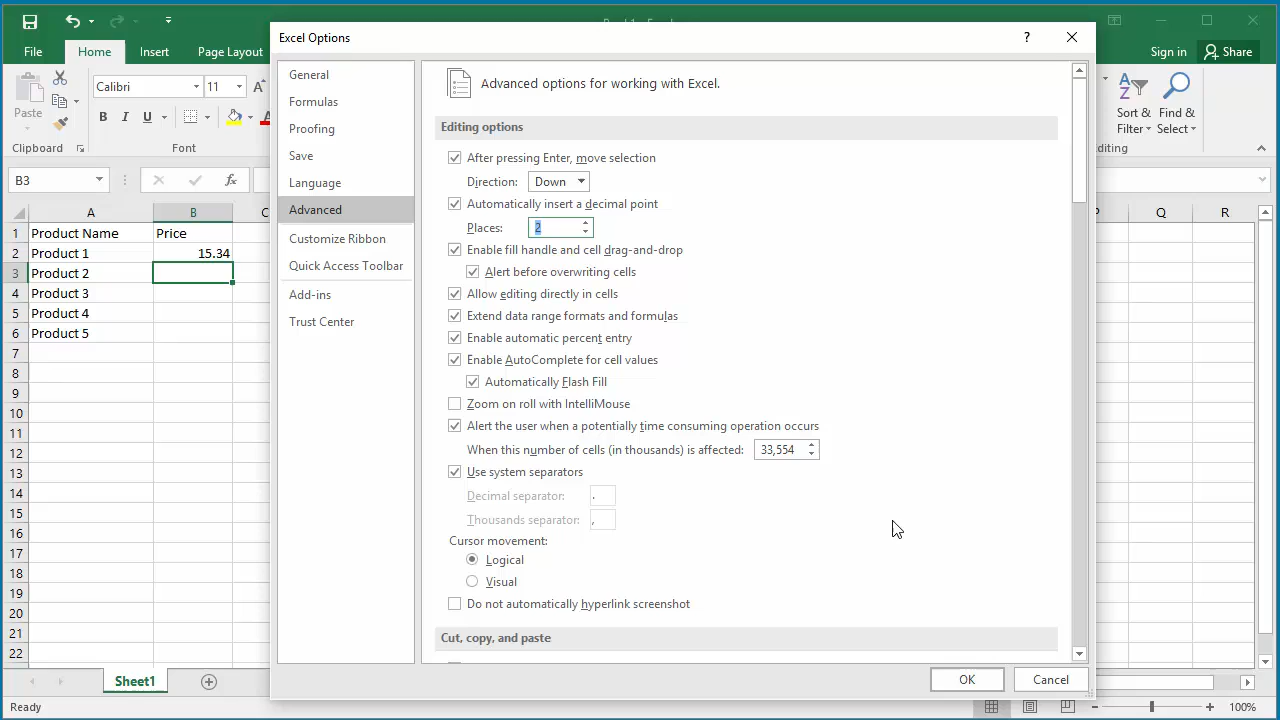 Excel Options
?
File Home Insert Page Layout
Sign in Share
Calibri 11 A
Paste
B I U A
Clipboard Font
Sort & Filter
Find & Select
B3
fx
A B C P Q R
1 Product Name Price
2 Product 1 15.34
3 Product 2
4 Product 3
5 Product 4
6 Product 5
7
8
9
10
11
12
13
14
15
16
17
18
19
20
21
22
Sheet1
Ready
100%
General
Formulas
Proofing
Save
Language
Advanced
Customize Ribbon
Quick Access Toolbar
Add-ins
Trust Center
Advanced options for working with Excel.
Editing options
After pressing Enter, move selection
Direction: Down
Automatically insert a decimal point
Places: 2
Enable fill handle and cell drag-and-drop
Alert before overwriting cells
Allow editing directly in cells
Extend data range formats and formulas
Enable automatic percent entry
Enable AutoComplete for cell values
Automatically Flash Fill
Zoom on roll with IntelliMouse
Alert the user when a potentially time consuming operation occurs
When this number of cells (in thousands) is affected: 33,554
Use system separators
Decimal separator: .
Thousands separator: ,
Cursor movement:
Logical
Visual
Do not automatically hyperlink screenshot
Cut, copy, and paste
OK Cancel